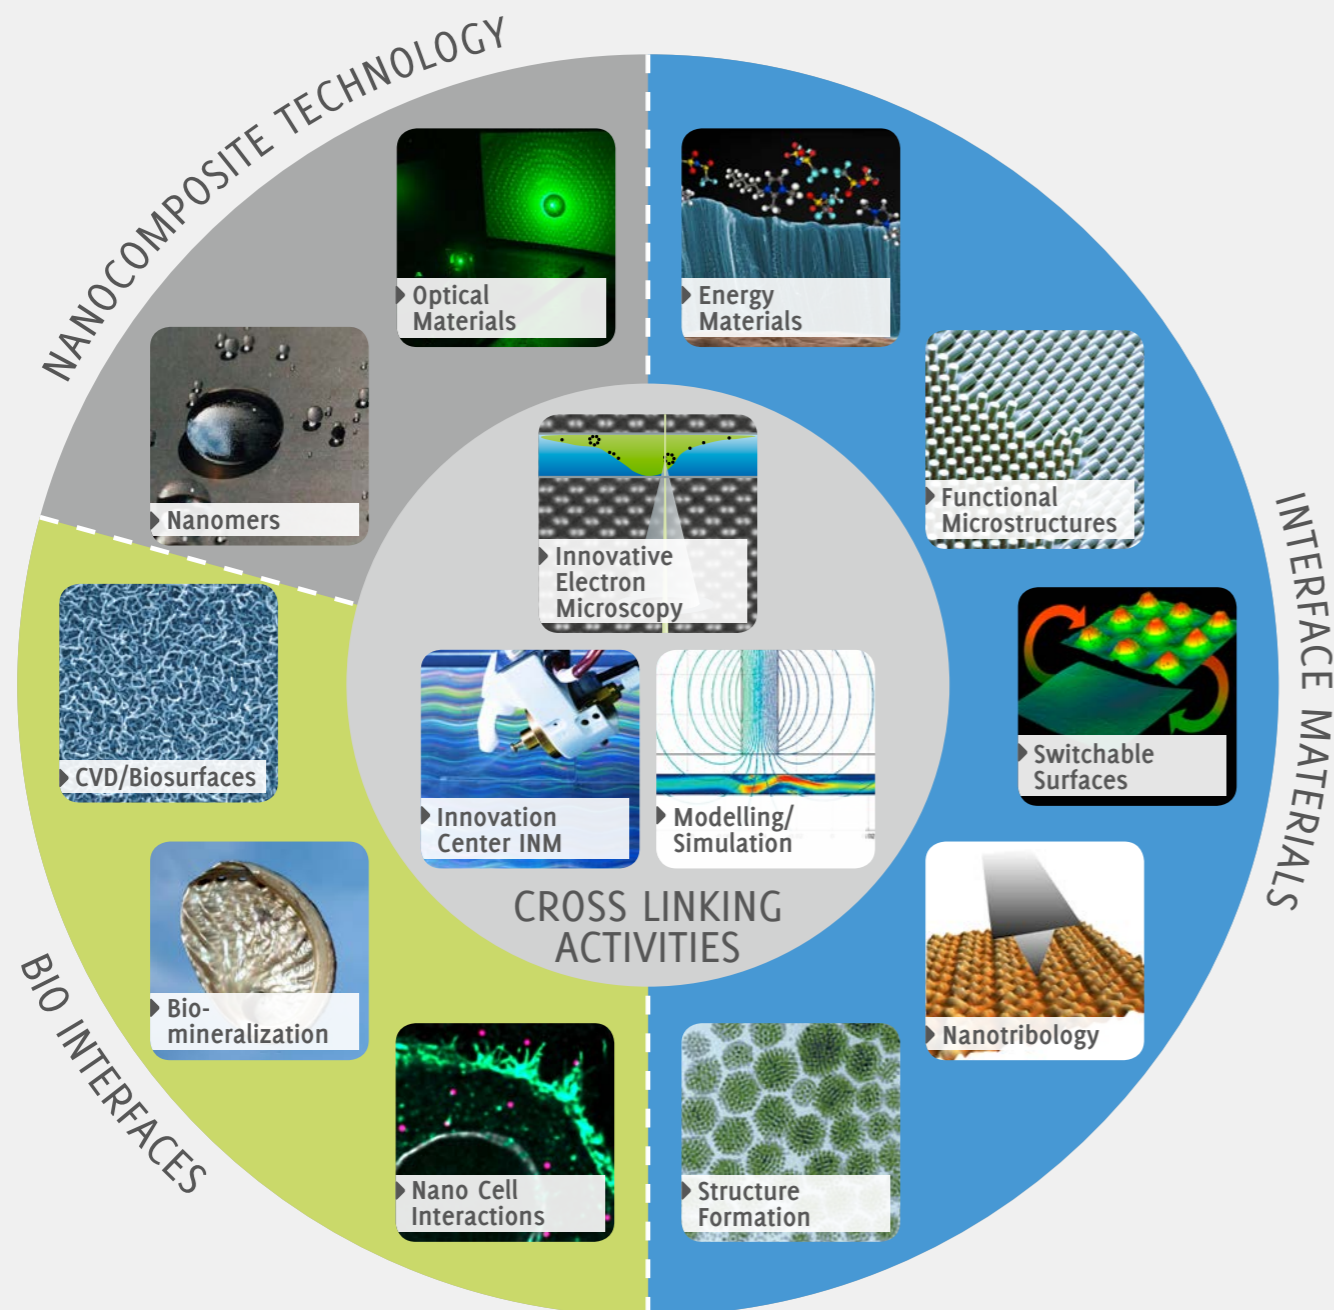 NANOCOMPOSITE TECHNOLOGY
Optical
Materials
Energy
Materials
Nanomers
Functional
Microstructures
INTERFACE MATERIALS
Innovative
Electron
Microscopy
CVD/Biosurfaces
Switchable
Surfaces
Innovation
Center INM
Modelling/
Simulation
CROSS LINKING
ACTIVITIES
BIO INTERFACES
Bio-
mineralization
Nanotribology
Nano Cell
Interactions
Structure
Formation